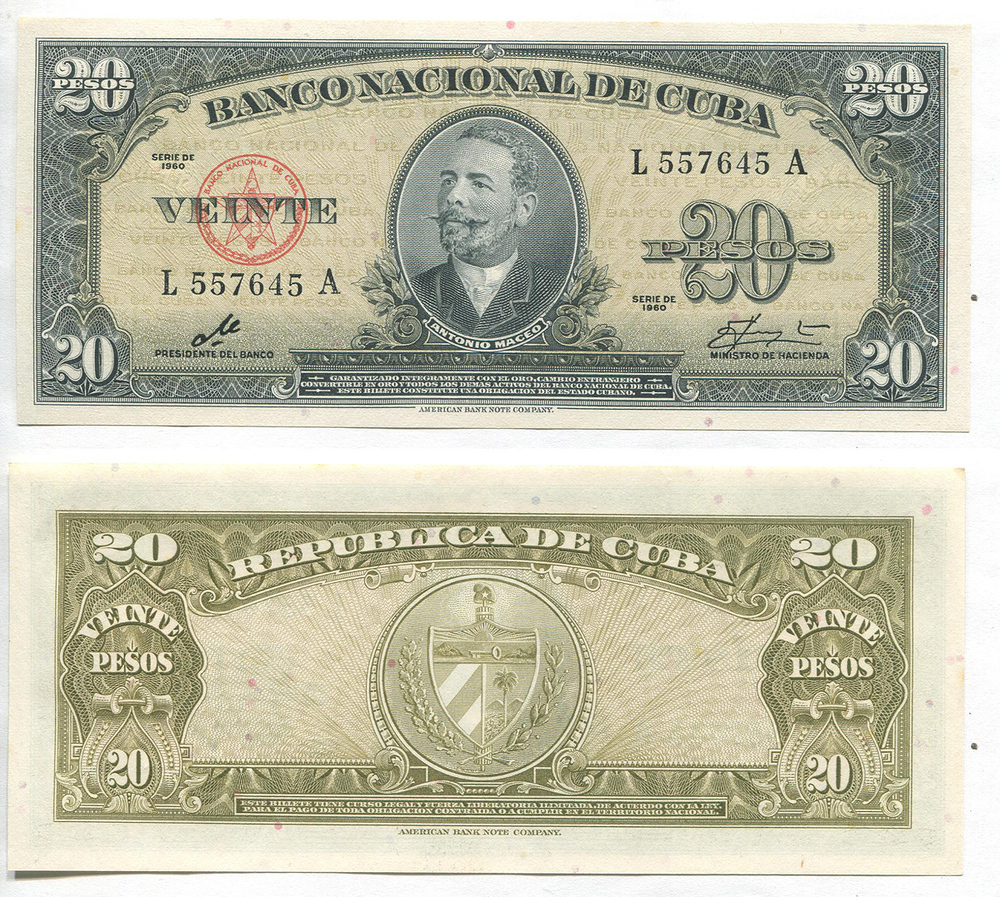 20
PESOS
BANCO NACIONAL DE CUBA
20
PESOS
SERIE DE
1960
BANCO NACIONAL DE CUBA
VEINTE
L 557645 A
L 557645 A
20
PESOS
SERIE DE
1960
ANTONIO MACEO
PRESIDENTE DEL BANCO
MINISTRO DE HACIENDA
20
20
GARANTIZADO INTEGRAMENTE CON EL ORO, CAMBIO EXTRANJERO
CONVERTIBLE EN ORO Y TODOS LOS DEMAS ACTIVOS DEL BANCO NACIONAL DE CUBA.
ESTE BILLETE CONSTITUYE UNA OBLIGACION DEL ESTADO CUBANO.
AMERICAN BANK NOTE COMPANY.
20
REPUBLICA DE CUBA
20
VEINTE
PESOS
20
VEINTE
PESOS
20
ESTE BILLETE TIENE CURSO LEGAL Y FUERZA LIBERATORIA ILIMITADA, DE ACUERDO CON LA LEY,
PARA EL PAGO DE TODA OBLIGACION CONTRAIDA O A CUMPLIR EN EL TERRITORIO NACIONAL
AMERICAN BANK NOTE COMPANY.